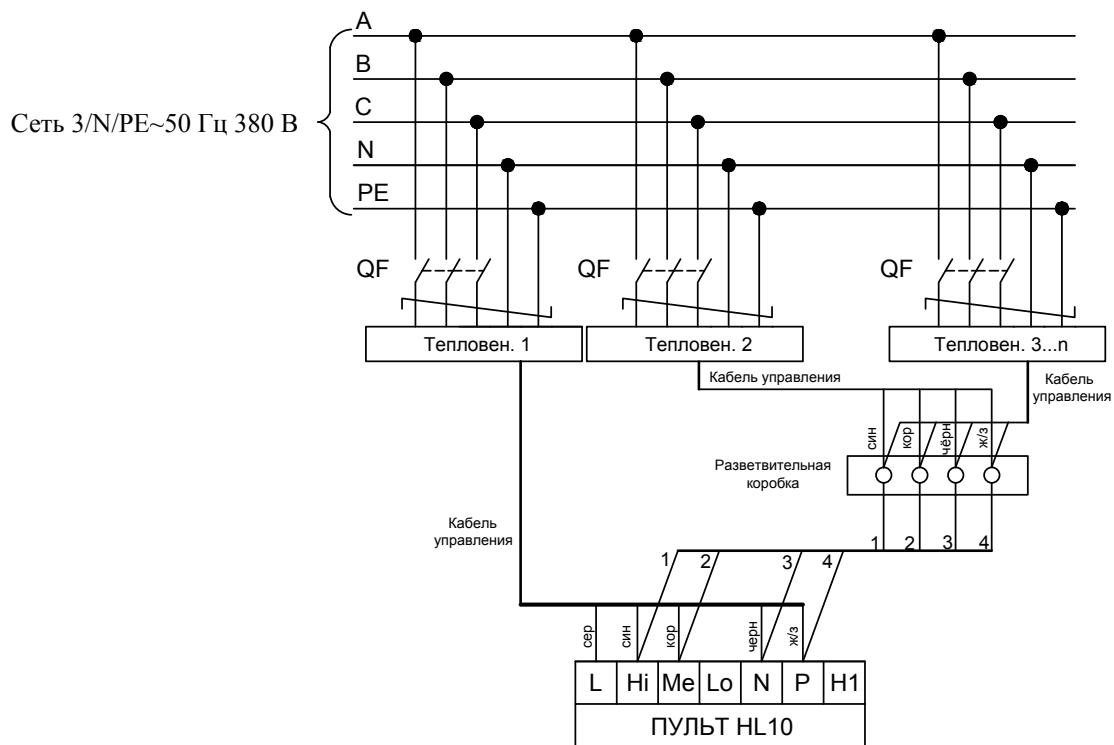 A
B
C
N
PE
Сеть 3/N/PE~50 Гц 380 В
QF
QF
QF
Тепловен. 1
Тепловен. 2
Тепловен. 3...n
Кабель управления
Кабель
управления
син
кор
чёрн
ж/з
Разветвительная
коробка
Кабель
управления
1
2
3
4
1
2
3
4
сер
син
кор
черн
ж/з
L
Hi
Me
Lo
N
P
H1
ПУЛЬТ HL10